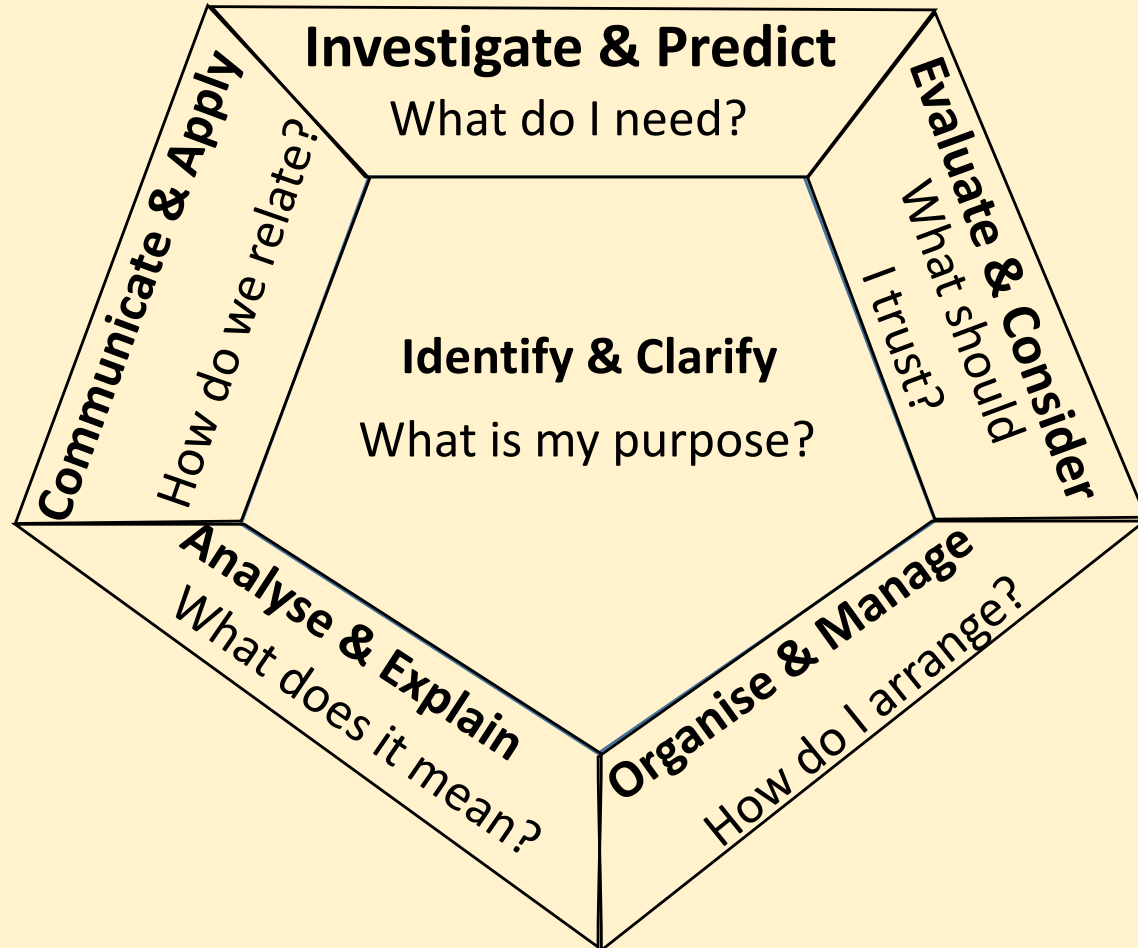 Investigate & Predict
What do I need?
Evaluate & Consider
What should
I trust?
Organise & Manage
How do I arrange?
Analyse & Explain
What does it mean?
Communicate & Apply
How do we relate?
Identify & Clarify
What is my purpose?